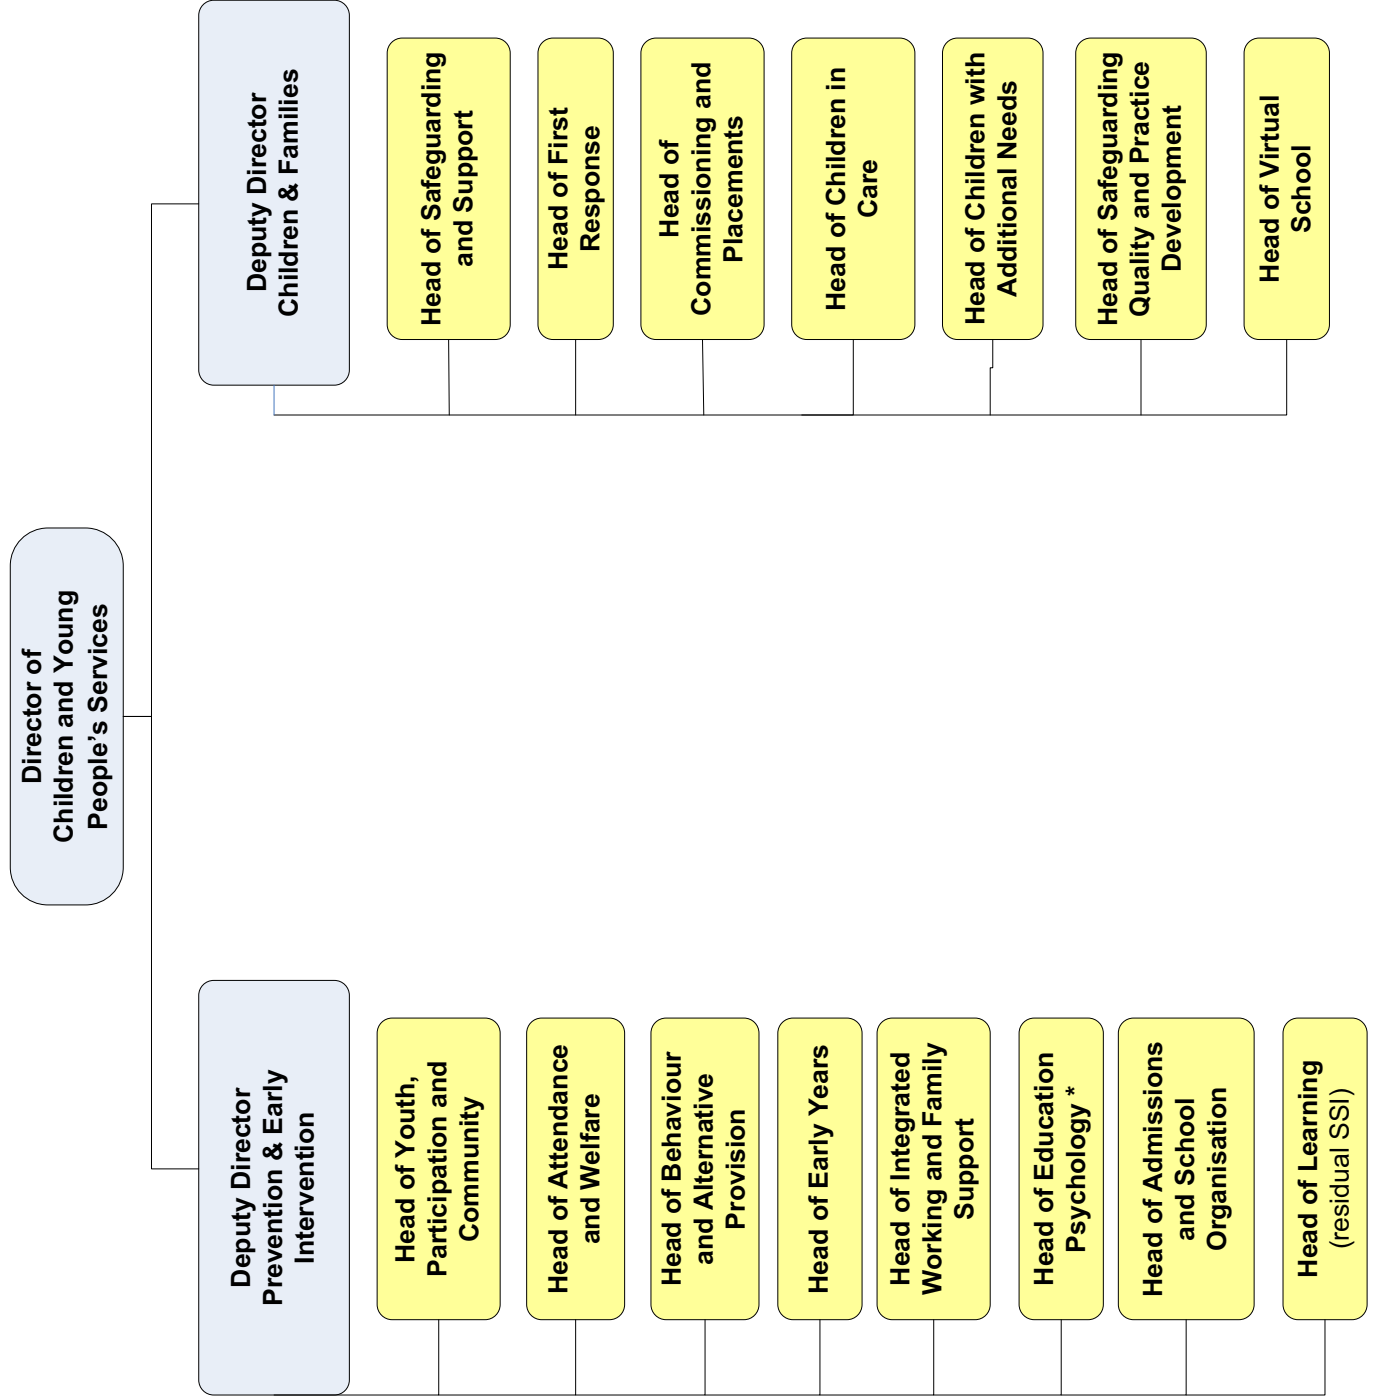 Director of
Children and Young
People’s Services
Deputy Director
Prevention & Early
Intervention
Head of Youth,
Participation and
Community
Head of Attendance
and Welfare
Head of Behaviour
and Alternative
Provision
Head of Early Years
Head of Integrated
Working and Family
Support
Head of Education
Psychology *
Head of Admissions
and School
Organisation
Head of Learning
(residual SSI)
Deputy Director
Children & Families
Head of Safeguarding
and Support
Head of First
Response
Head of
Commissioning and
Placements
Head of Children in
Care
Head of Children with
Additional Needs
Head of Safeguarding
Quality and Practice
Development
Head of Virtual
School